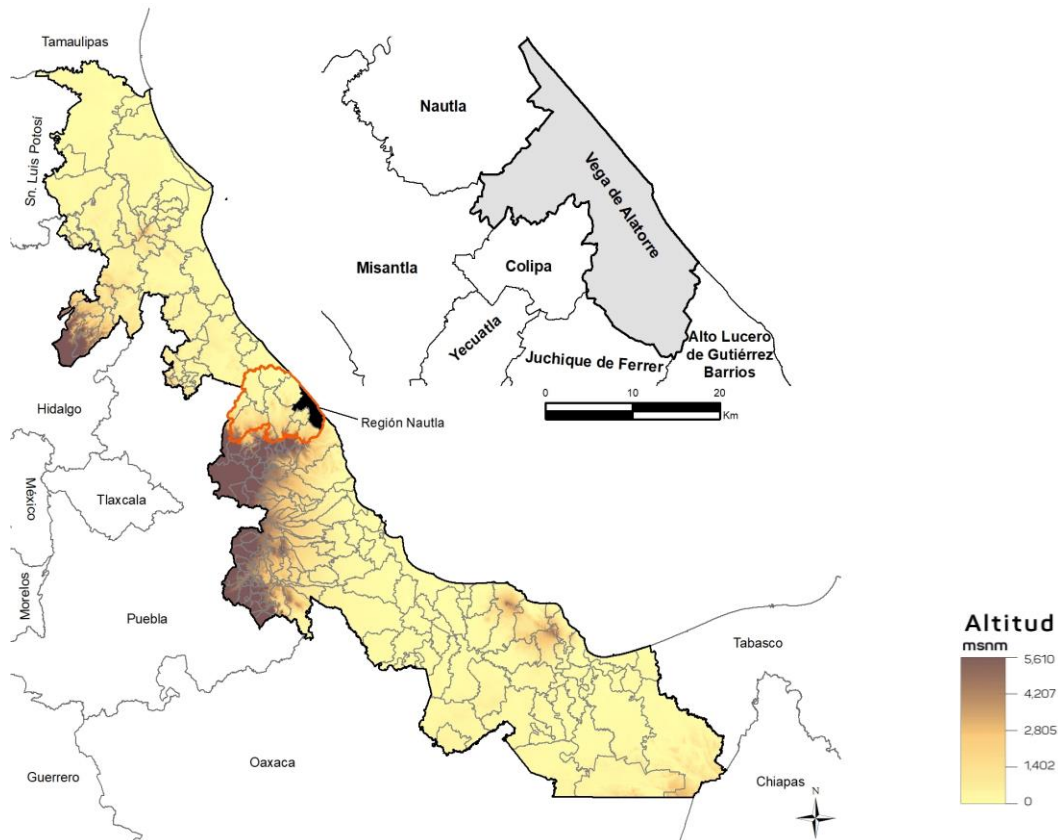 Tamaulipas
Sn. Luis Potosí
Nautla
Vega de Alatorre
Misantla
Colipa
Yecuatla
Juchique de Ferrer
Alto Lucero
de Gutiérrez
Barrios
0 10 20
Km
Hidalgo
Región Nautla
México
Tlaxcala
Morelos
Puebla
Tabasco
Guerrero
Oaxaca
Chiapas
N
Altitud
msnm
5,610
4,207
2,805
1402
0